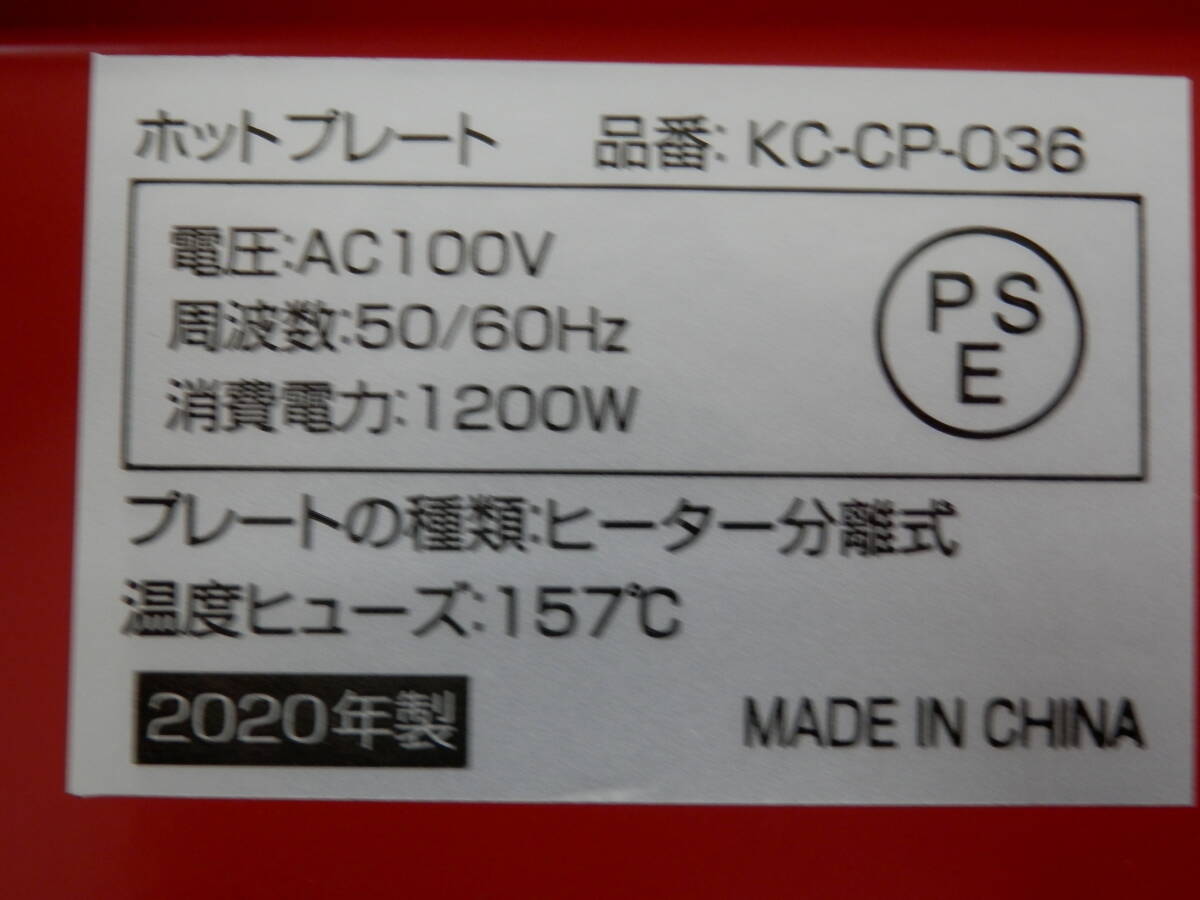 ホットプレート 品番: KC-CP-036
電圧:AC100V
周波数:50/60Hz
消費電力:1200W
PS
E
プレートの種類:ヒーター分離式
温度ヒューズ:157℃
2020年製 MADE IN CHINA